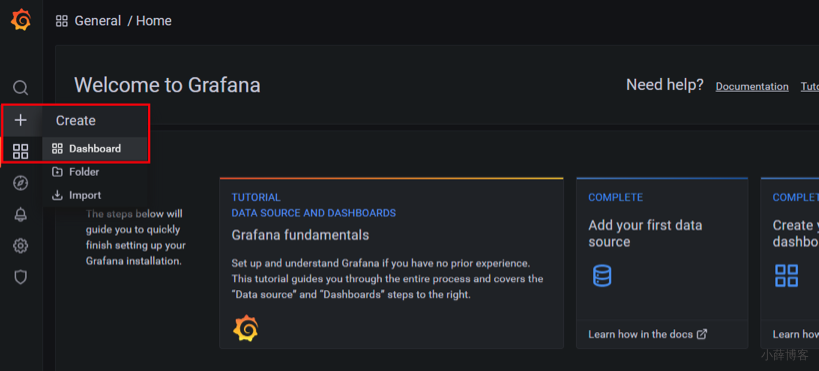 General / Home
Welcome to Grafana
Need help?
Documentation
Create
Dashboard
Folder
Import
The steps below will
guide you to quickly
finish setting up your
Grafana installation.
TUTORIAL
DATA SOURCE AND DASHBOARDS
Grafana fundamentals
Set up and understand Grafana if you have no prior experience.
This tutorial guides you through the entire process and covers the
"Data source" and "Dashboards" steps to the right.
COMPLETE
Add your first data
source
Learn how in the docs
Create
Learn how in the docs
小薛博客